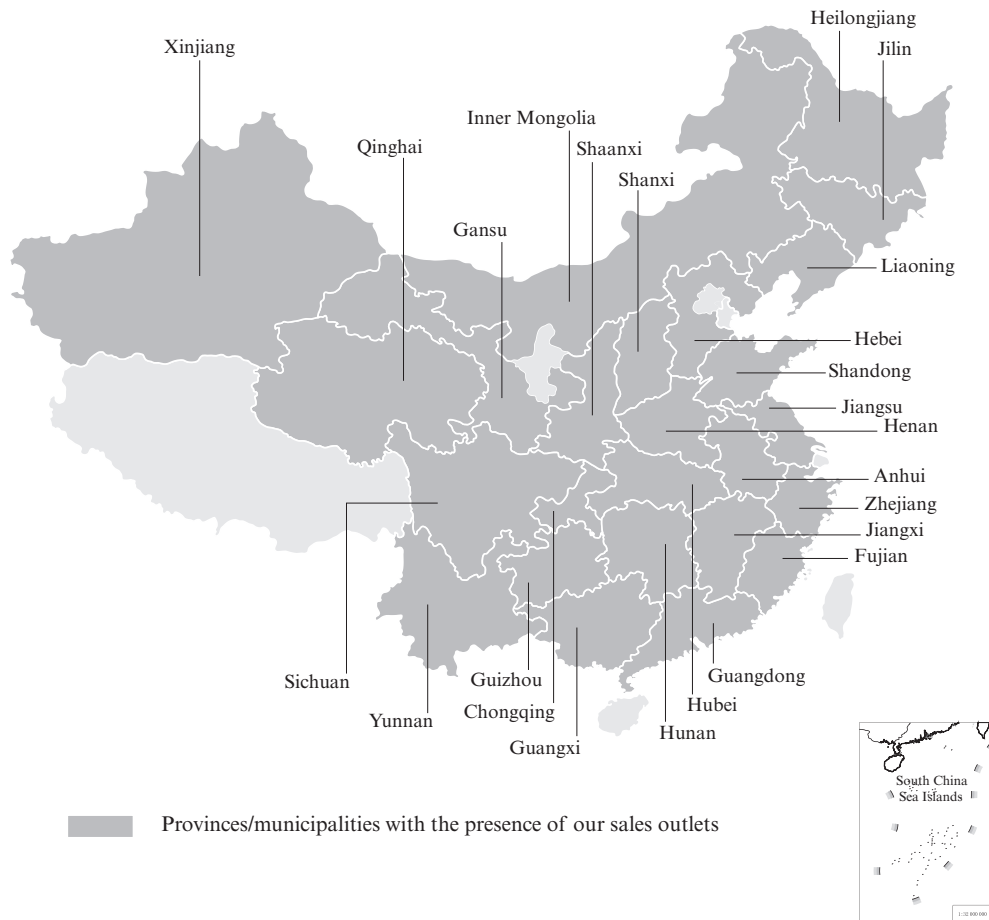 Heilongjiang
Xinjiang
Jilin
Inner Mongolia
Qinghai
Shaanxi
Shanxi
Gansu
Liaoning
Hebei
Shandong
Jiangsu
Henan
Anhui
Zhejiang
Jiangxi
Fujian
Sichuan
Guizhou
Guangdong
Yunnan
Chongqing
Hubei
Guangxi
Hunan
South China
Sea Islands
Provinces/municipalities with the presence of our sales outlets